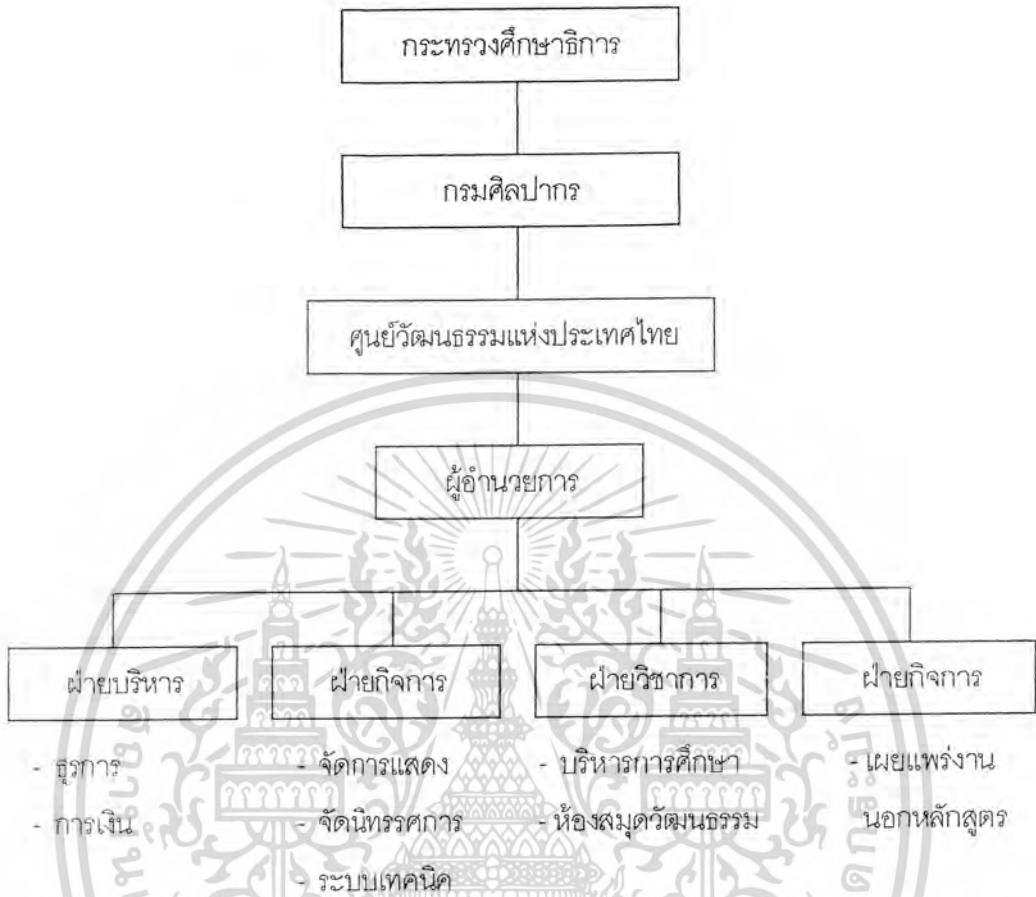 กระทรวงศึกษาธิการ
กรมศิลปากร
ศูนย์วัฒนธรรมแห่งประเทศไทย
ผู้อำนวยการ
ฝ่ายบริหาร
- ธุรการ
- การเงิน
ฝ่ายกิจการ
- จัดการแสดง
- จัดนิทรรศการ
- ระบบเทคนิค
ฝ่ายวิชาการ
- บริหารการศึกษา
- ห้องสมุดวัฒนธรรม
ฝ่ายกิจการ
- เผยแพร่งาน
นอกหลักสูตร